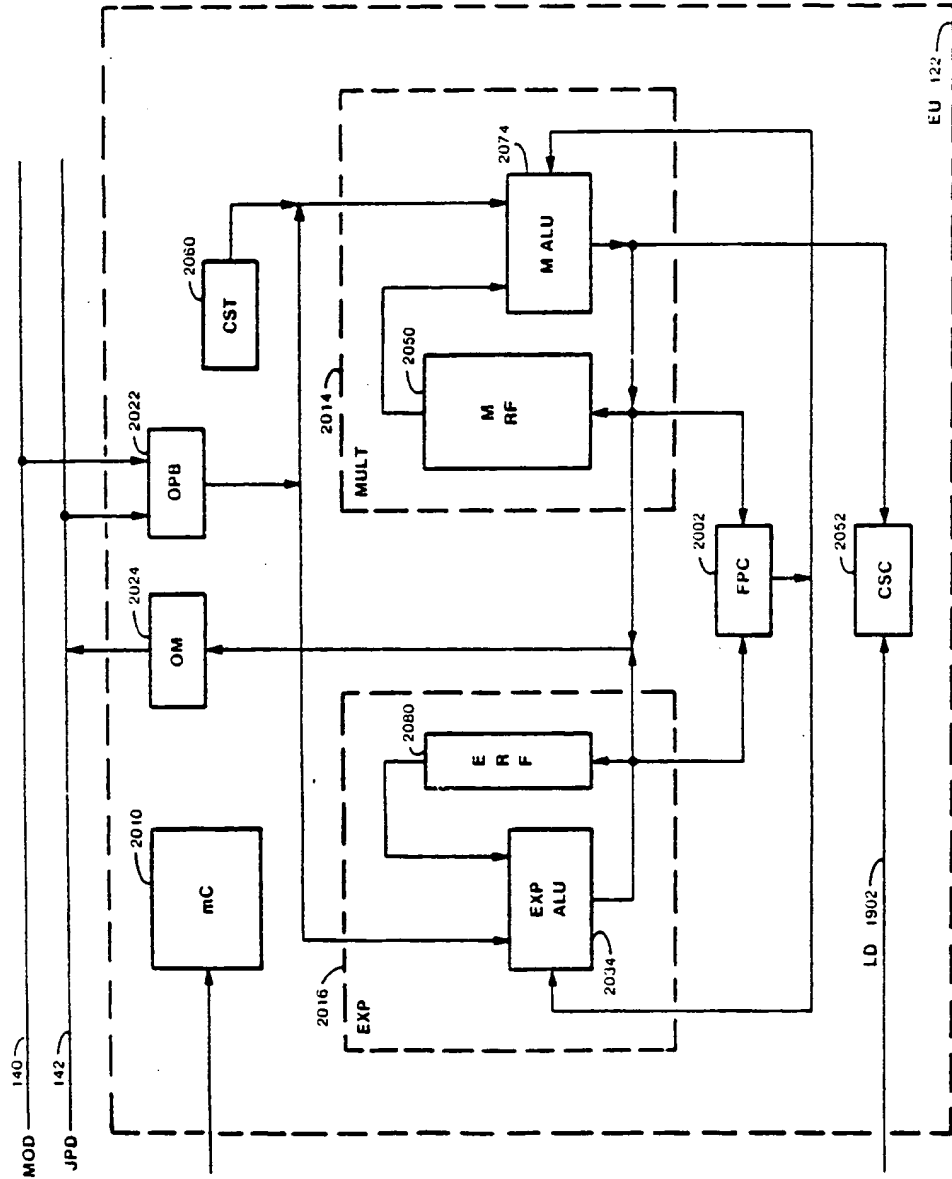 MOD
140
JPD
142
2010
mC
2024
OM
2022
OPB
2060
CST
2016
EXP
2080
E
R
F
EXP
ALU
2034
2014
MULT
2050
M
RF
2074
M ALU
2002
FPC
2052
CSC
LD 1902
EU 122